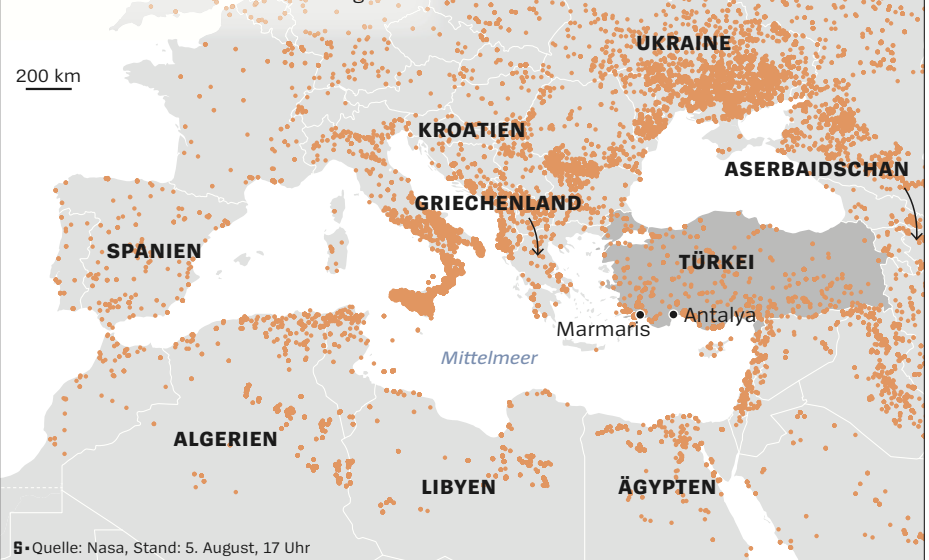 UKRAINE
200 km
KROATIEN
ASERBAIDSCHAN
GRIECHENLAND
SPANIEN
TÜRKEI
Marmaris
Antalya
Mittelmeer
ALGERIEN
LIBYEN
ÄGYPTEN
S▪Quelle: Nasa, Stand: 5. August, 17 Uhr